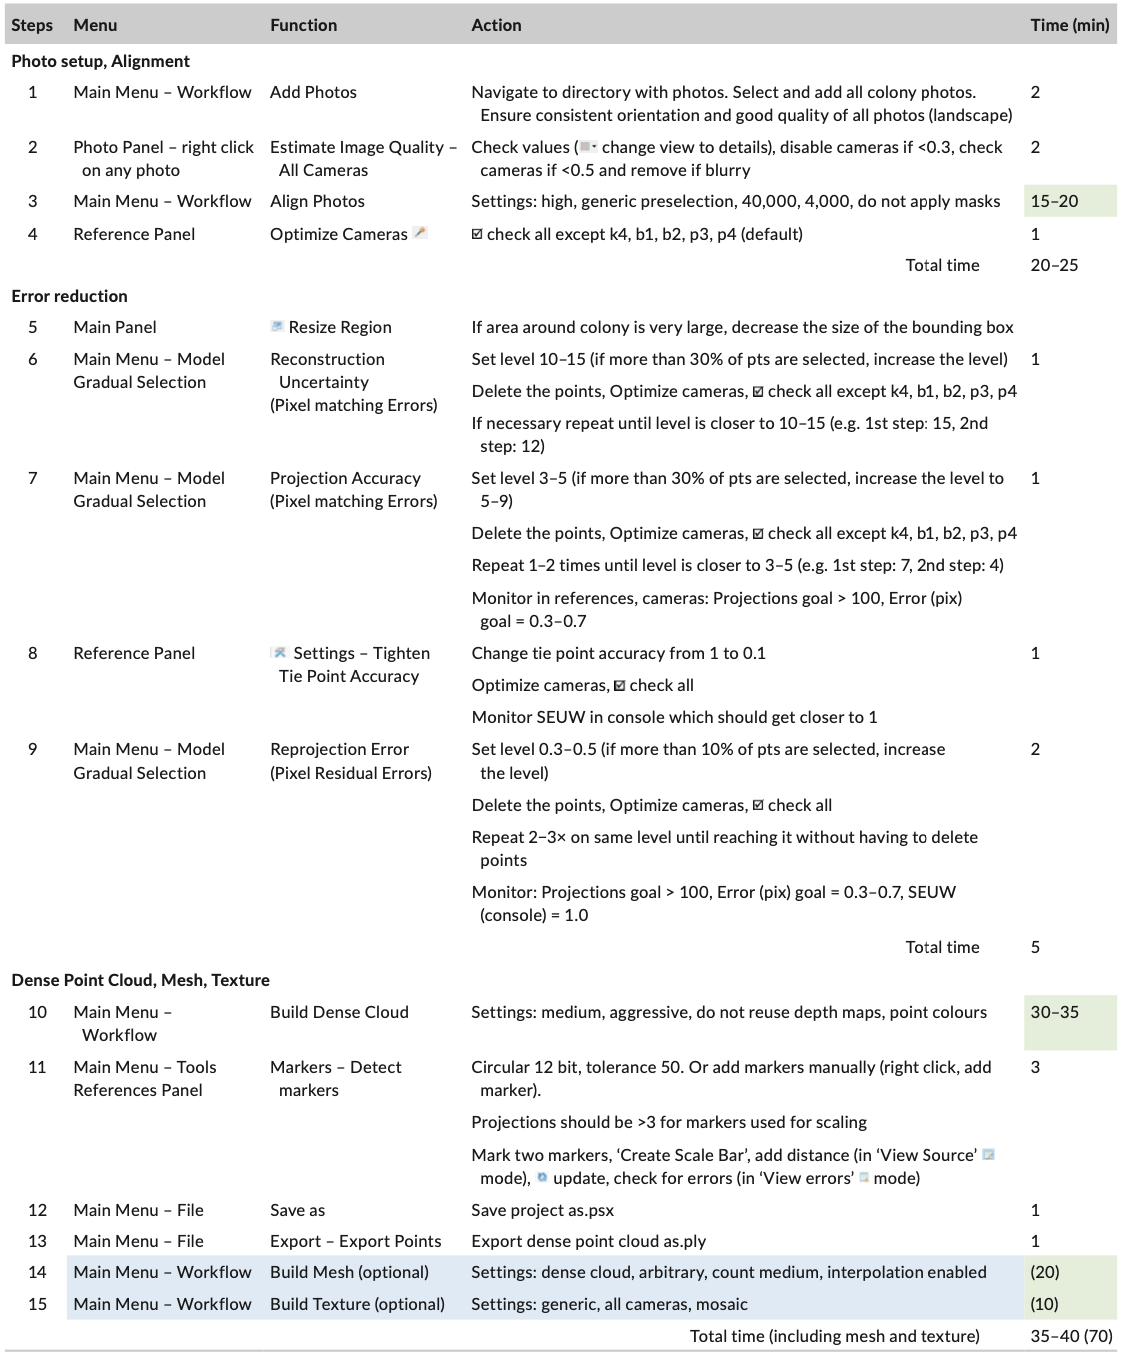 Steps Menu Function Action Time (min)
Photo setup, Alignment
1 Main Menu – Workflow Add Photos Navigate to directory with photos. Select and add all colony photos. 2
Ensure consistent orientation and good quality of all photos (landscape)
2 Photo Panel – right click Estimate Image Quality – Check values ( change view to details), disable cameras if <0.3, check 2
on any photo All Cameras cameras if <0.5 and remove if blurry
3 Main Menu – Workflow Align Photos Settings: high, generic preselection, 40,000, 4,000, do not apply masks 15–20
4 Reference Panel Optimize Cameras ☑ check all except k4, b1, b2, p3, p4 (default) 1
Total time 20–25
Error reduction
5 Main Panel Resize Region If area around colony is very large, decrease the size of the bounding box
6 Main Menu – Model Reconstruction Set level 10–15 (if more than 30% of pts are selected, increase the level) 1
Gradual Selection Uncertainty
Delete the points, Optimize cameras, ☑ check all except k4, b1, b2, p3, p4
(Pixel matching Errors)
If necessary repeat until level is closer to 10–15 (e.g. 1st step: 15, 2nd
step: 12)
7 Main Menu – Model Projection Accuracy Set level 3–5 (if more than 30% of pts are selected, increase the level to 1
Gradual Selection (Pixel matching Errors) 5–9)
Delete the points, Optimize cameras, ☑ check all except k4, b1, b2, p3, p4
Repeat 1–2 times until level is closer to 3–5 (e.g. 1st step: 7, 2nd step: 4)
Monitor in references, cameras: Projections goal > 100, Error (pix)
goal = 0.3–0.7
8 Reference Panel Settings – Tighten Change tie point accuracy from 1 to 0.1 1
Tie Point Accuracy
Optimize cameras, ☑ check all
Monitor SEUW in console which should get closer to 1
9 Main Menu – Model Reprojection Error Set level 0.3–0.5 (if more than 10% of pts are selected, increase 2
Gradual Selection (Pixel Residual Errors) the level)
Delete the points, Optimize cameras, ☑ check all
Repeat 2–3× on same level until reaching it without having to delete
points
Monitor: Projections goal > 100, Error (pix) goal = 0.3–0.7, SEUW
(console) = 1.0
Total time 5
Dense Point Cloud, Mesh, Texture
10 Main Menu – Build Dense Cloud Settings: medium, aggressive, do not reuse depth maps, point colours 30–35
Workflow
11 Main Menu – Tools Markers – Detect Circular 12 bit, tolerance 50. Or add markers manually (right click, add 3
References Panel markers marker).
Projections should be >3 for markers used for scaling
Mark two markers, ‘Create Scale Bar’, add distance (in ‘View Source’
mode), update, check for errors (in ‘View errors’ mode)
12 Main Menu – File Save as Save project as.psx 1
13 Main Menu – File Export – Export Points Export dense point cloud as.ply 1
14 Main Menu – Workflow Build Mesh (optional) Settings: dense cloud, arbitrary, count medium, interpolation enabled (20)
15 Main Menu – Workflow Build Texture (optional) Settings: generic, all cameras, mosaic (10)
Total time (including mesh and texture) 35–40 (70)